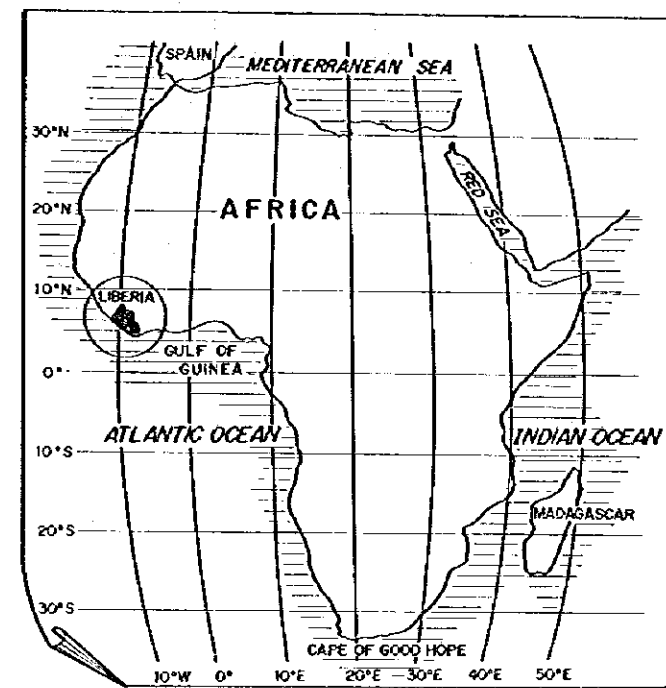 SPAIN
MEDITERRANEAN SEA
30°N
RED SEA
AFRICA
20°N
10°N
LIBERIA
GULF OF
GUINEA
0°
ATLANTIC OCEAN
INDIAN OCEAN
10°S
MADAGASCAR
20°S
30°S
CAPE OF GOOD HOPE
10°W 0° 10°E 20°E 30°E 40°E 50°E